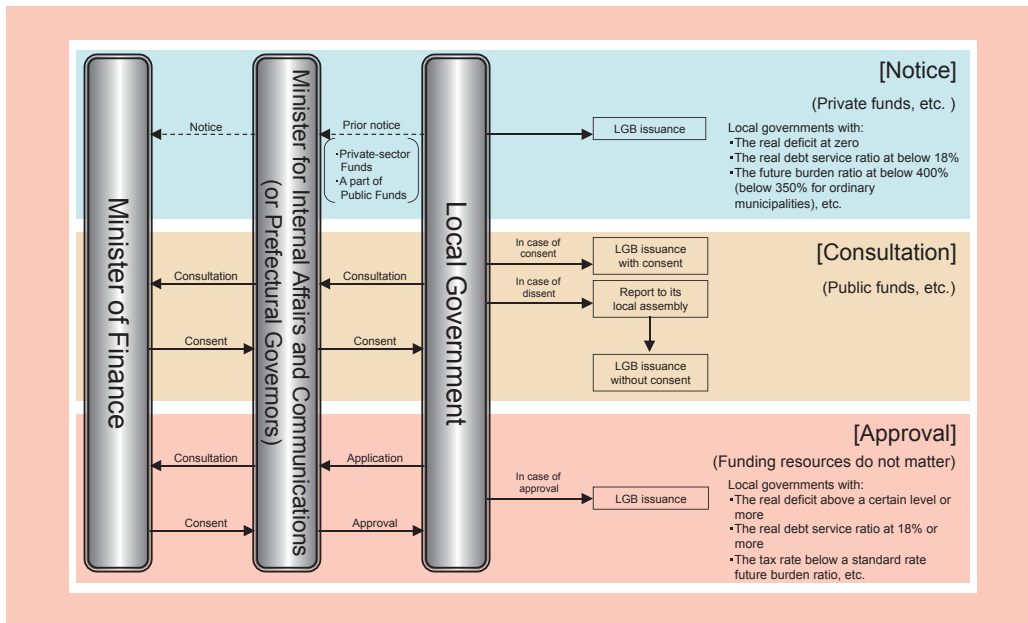 Minister of Finance
Minister for Internal Affairs and Communications
(or Prefectural Governors)
Local Government
[Notice]
(Private funds, etc. )
Notice
Prior notice
・Private-sector
Funds
・A part of
Public Funds
LGB issuance
Local governments with:
・The real deficit at zero
・The real debt service ratio at below 18%
・The future burden ratio at below 400%
(below 350% for ordinary
municipalities), etc.
[Consultation]
(Public funds, etc.)
Consultation
Consultation
Consent
Consent
In case of
consent
LGB issuance
with consent
In case of
dissent
Report to its
local assembly
LGB issuance
without consent
[Approval]
(Funding resources do not matter)
Consultation
Application
Consent
Approval
In case of
approval
LGB issuance
Local governments with:
・The real deficit above a certain level or
more
・The real debt service ratio at 18% or
more
・The tax rate below a standard rate
future burden ratio, etc.